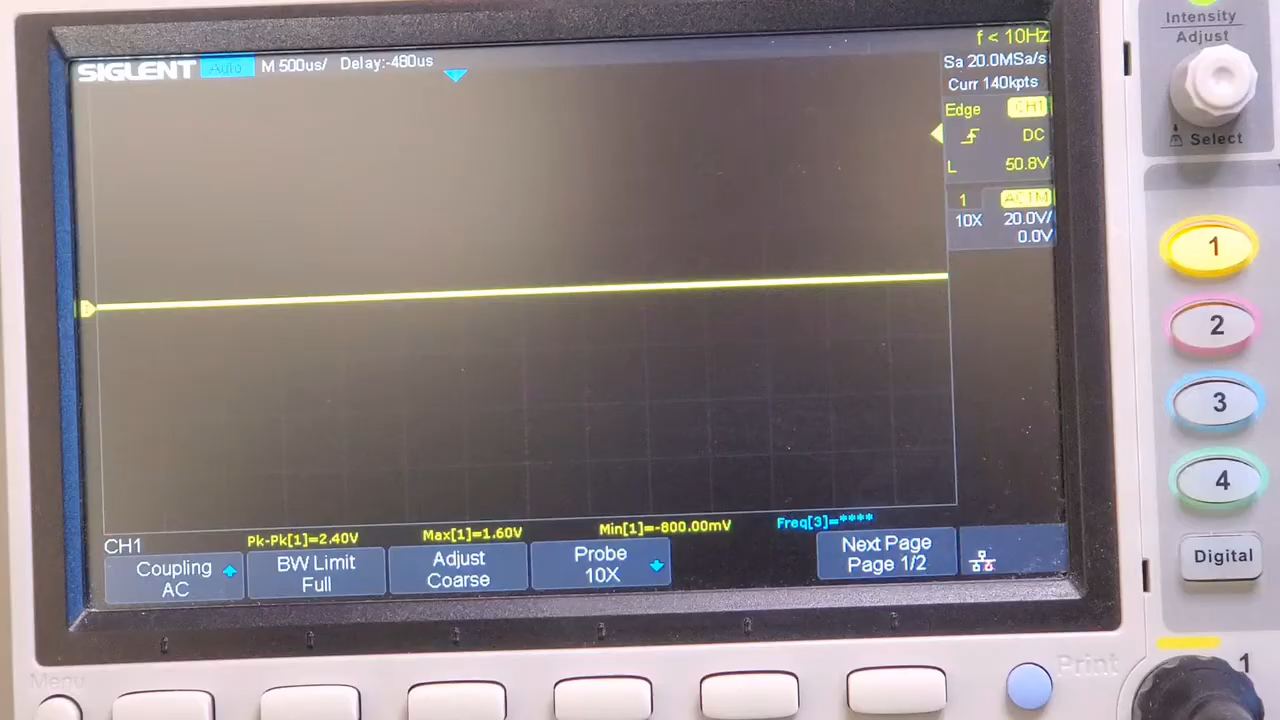 Intensity
Adjust
Select
SIGLENT Auto M 500us/ Delay:-480us
f < 10Hz
Sa 20.0MSa/s
Curr 140kpts
Edge CH1
DC
L 50.8V
1 AC1M
10X 20.0V/
0.0V
1
2
3
4
Digital
CH1 Pk-Pk[1]=2.40V Max[1]=1.60V Min[1]=-800.00mV Freq[3]=****
Coupling
AC
BW Limit
Full
Adjust
Coarse
Probe
10X
Next Page
Page 1/2
Menu
Print
1